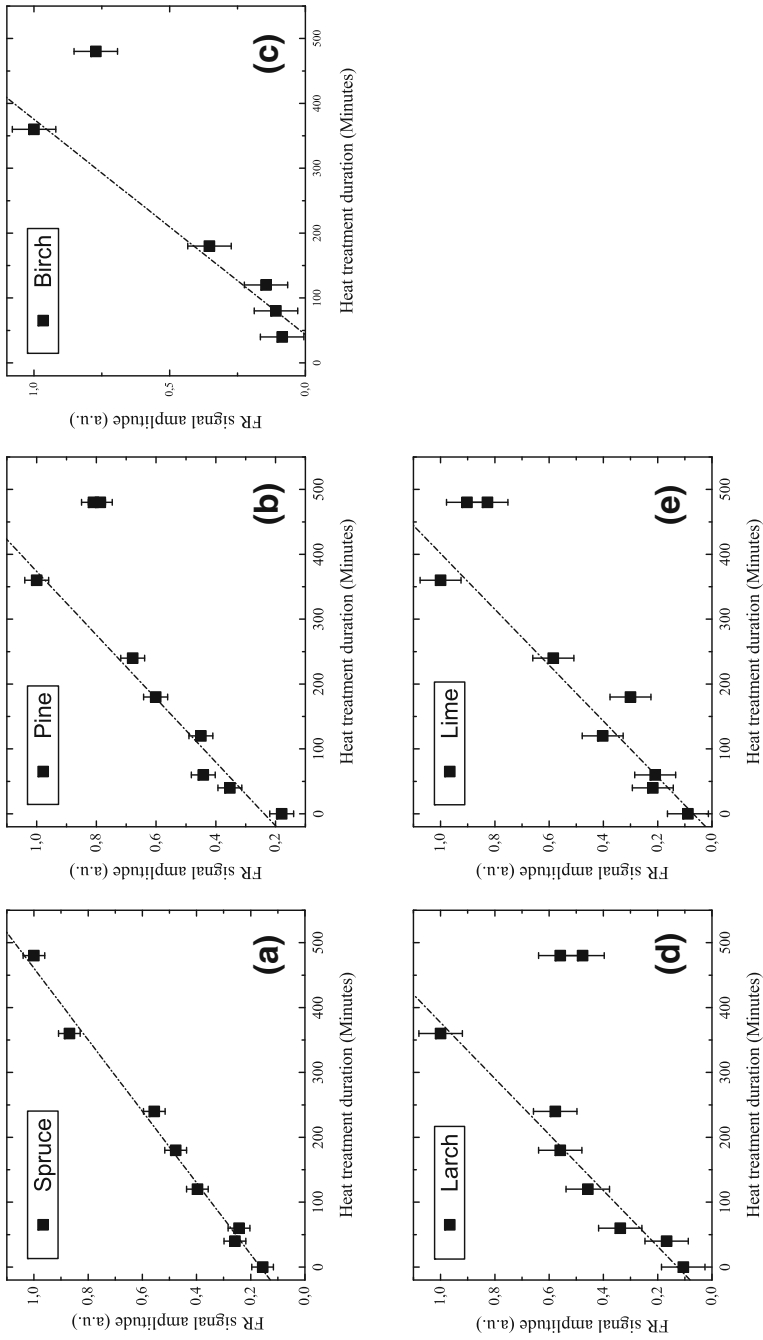 FR signal amplitude (a.u.)
1,0
0,8
0,6
0,4
0,2
0,0
Spruce
(a)
0
100
200
300
400
500
Heat treatment duration (Minutes)
FR signal amplitude (a.u.)
1,0
0,8
0,6
0,4
0,2
Pine
(b)
0
100
200
300
400
500
Heat treatment duration (Minutes)
FR signal amplitude (a.u.)
1,0
0,5
0,0
Birch
(c)
0
100
200
300
400
500
Heat treatment duration (Minutes)
FR signal amplitude (a.u.)
1,0
0,8
0,6
0,4
0,2
0,0
Larch
(d)
0
100
200
300
400
500
Heat treatment duration (Minutes)
FR signal amplitude (a.u.)
1,0
0,8
0,6
0,4
0,2
0,0
Lime
(e)
0
100
200
300
400
500
Heat treatment duration (Minutes)